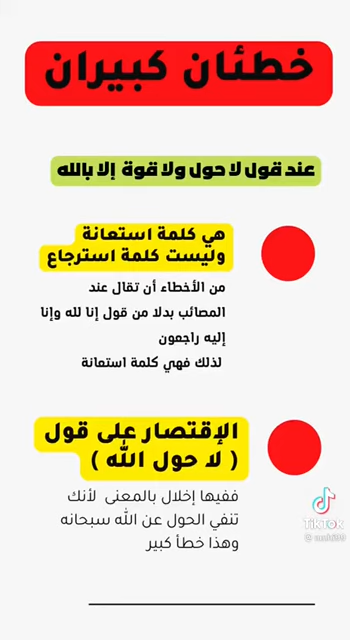 خطئان كبيران
عند قول لا حول ولا قوة إلا بالله
هي كلمة استعانة
وليست كلمة استرجاع
من الأخطاء أن تقال عند
المصائب بدلا من قول إنا لله وإنا
إليه راجعون
لذلك فهي كلمة استعانة
الإقتصار على قول
( لا حول الله )
ففيها إخلال بالمعنى لأنك
تنفي الحول عن الله سبحانه
وهذا خطأ كبير
TikTok